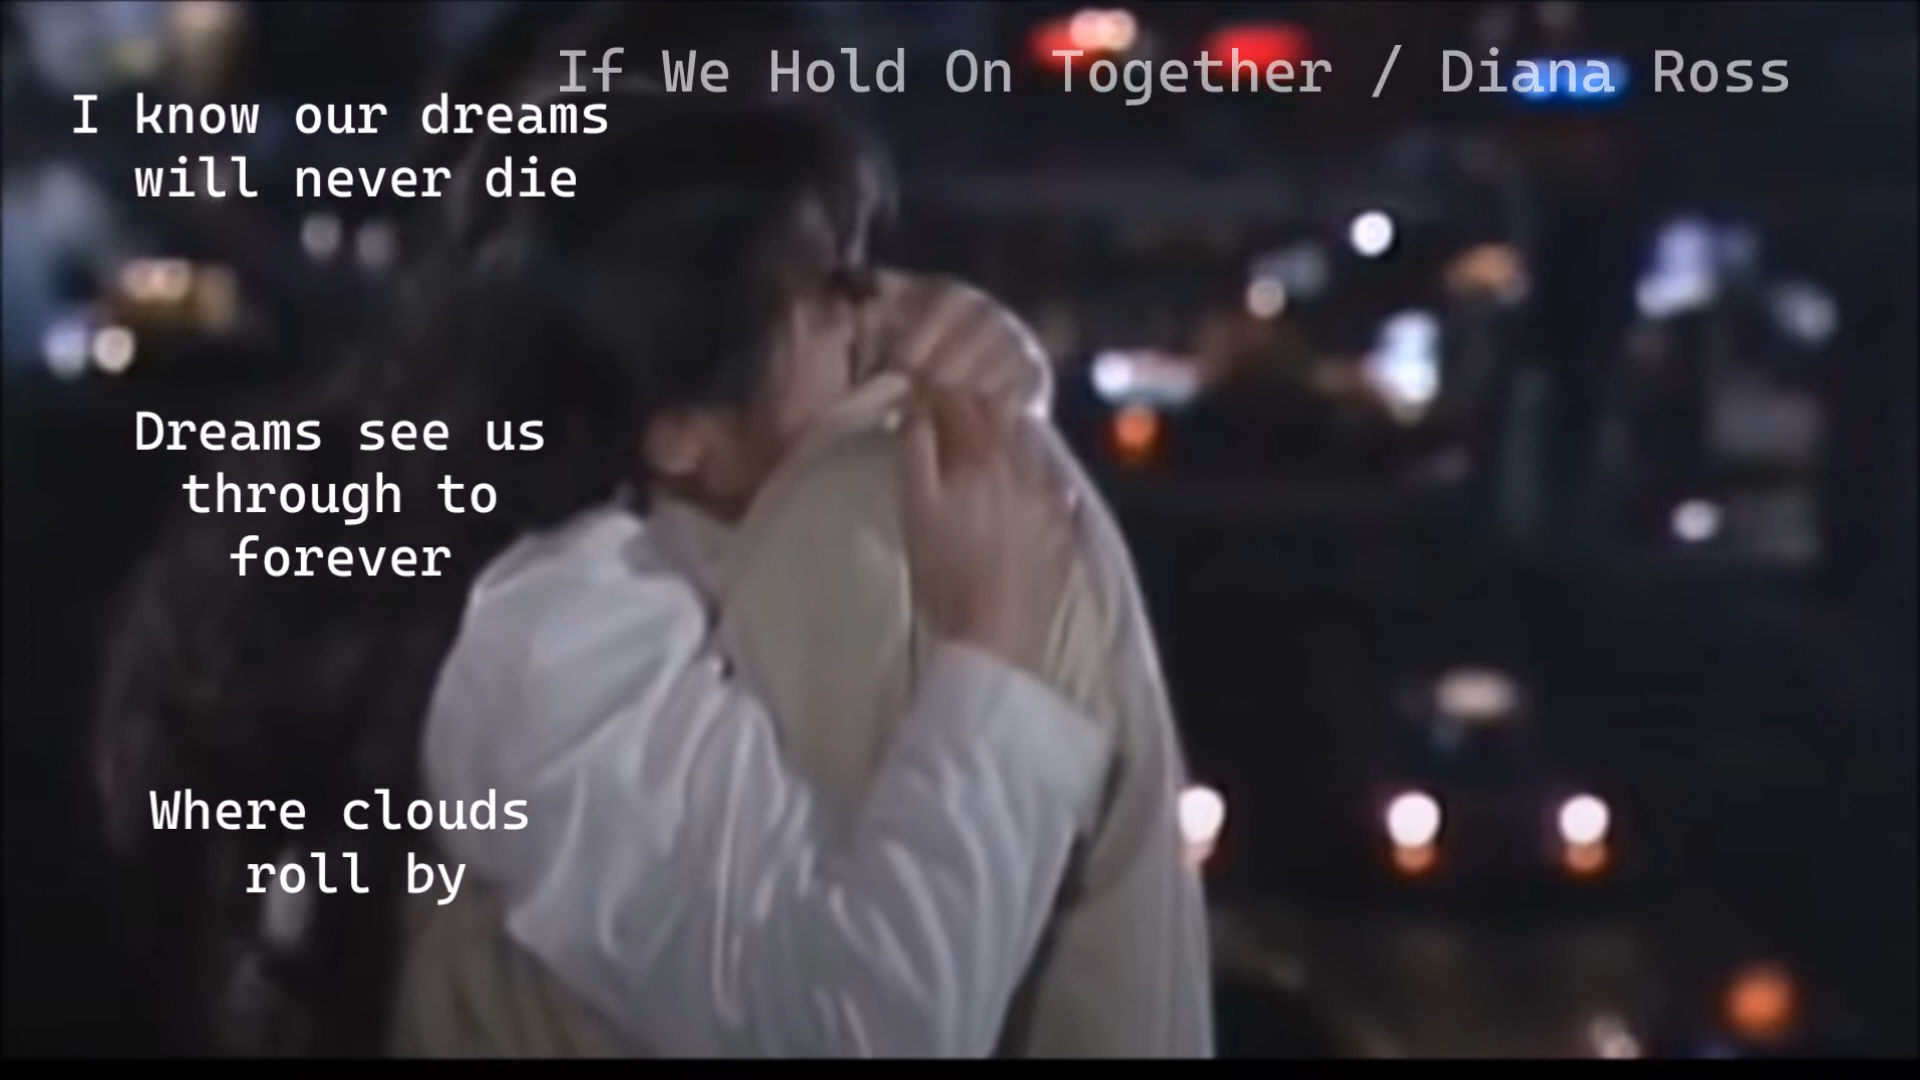 If We Hold On Together / Diana Ross
I know our dreams
will never die
Dreams see us
through to
forever
Where clouds
roll by